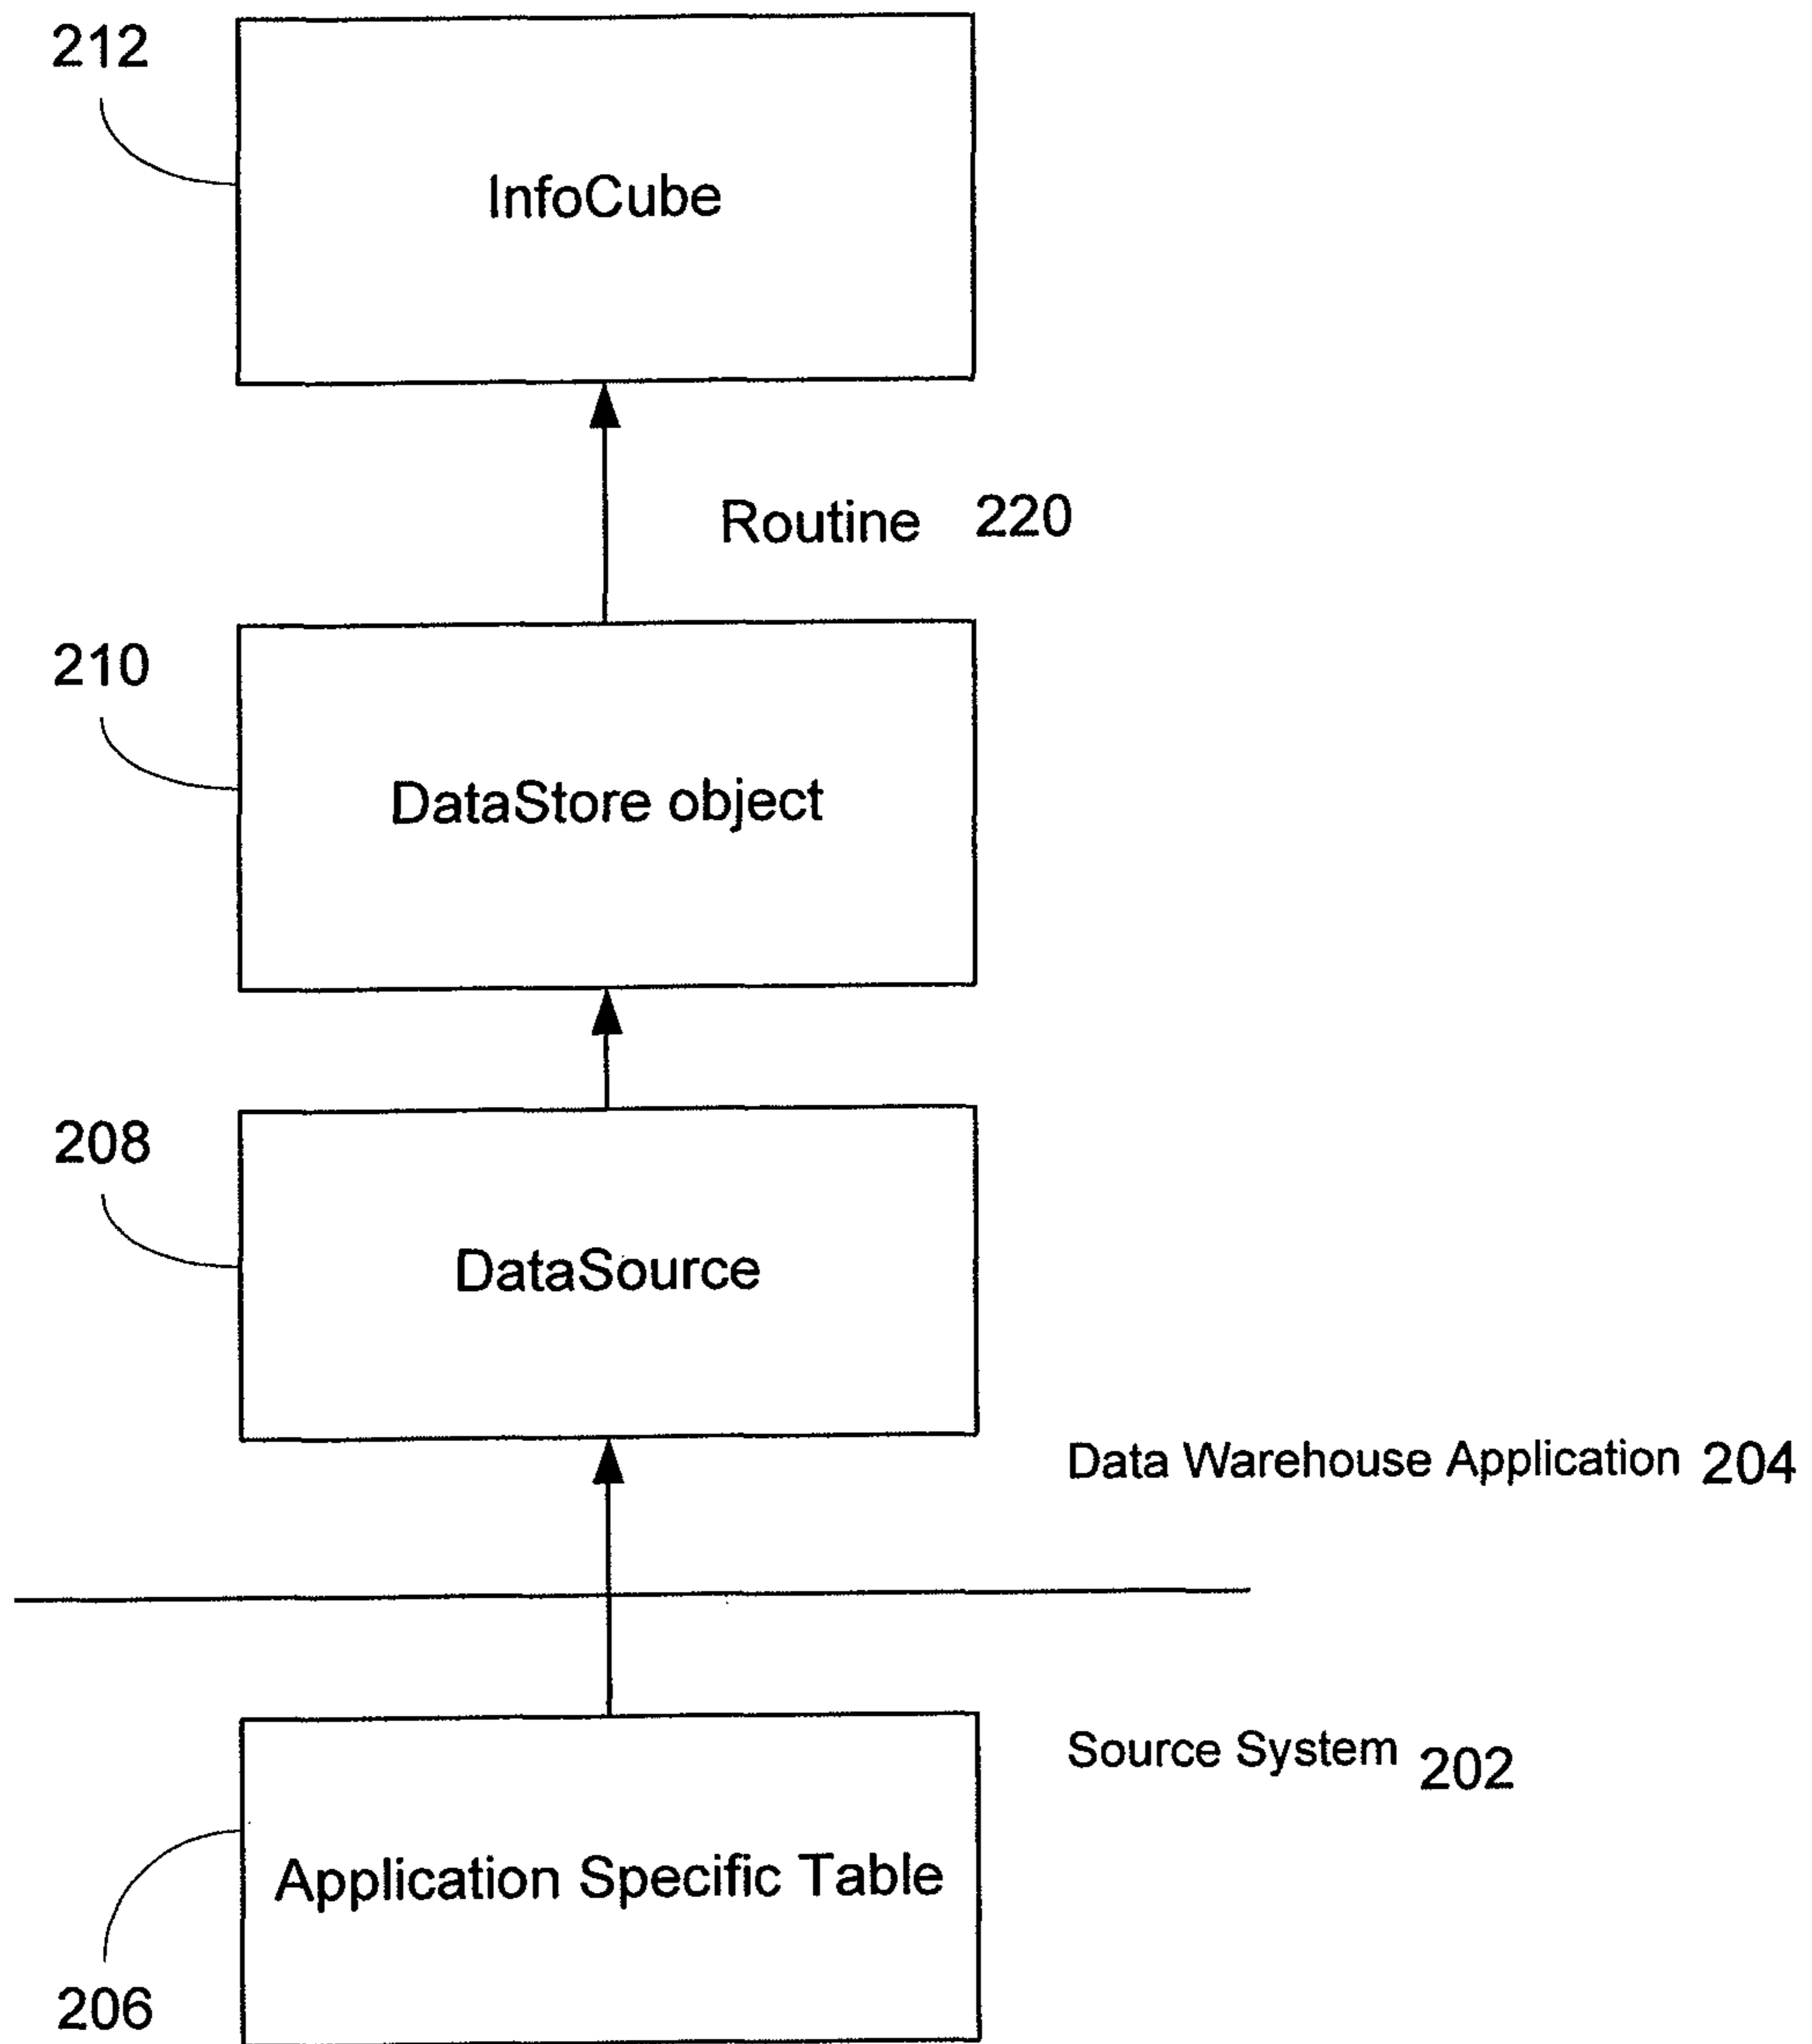 212
InfoCube
Routine 220
210
DataStore object
208
DataSource
Data Warehouse Application 204
Source System 202
Application Specific Table
206